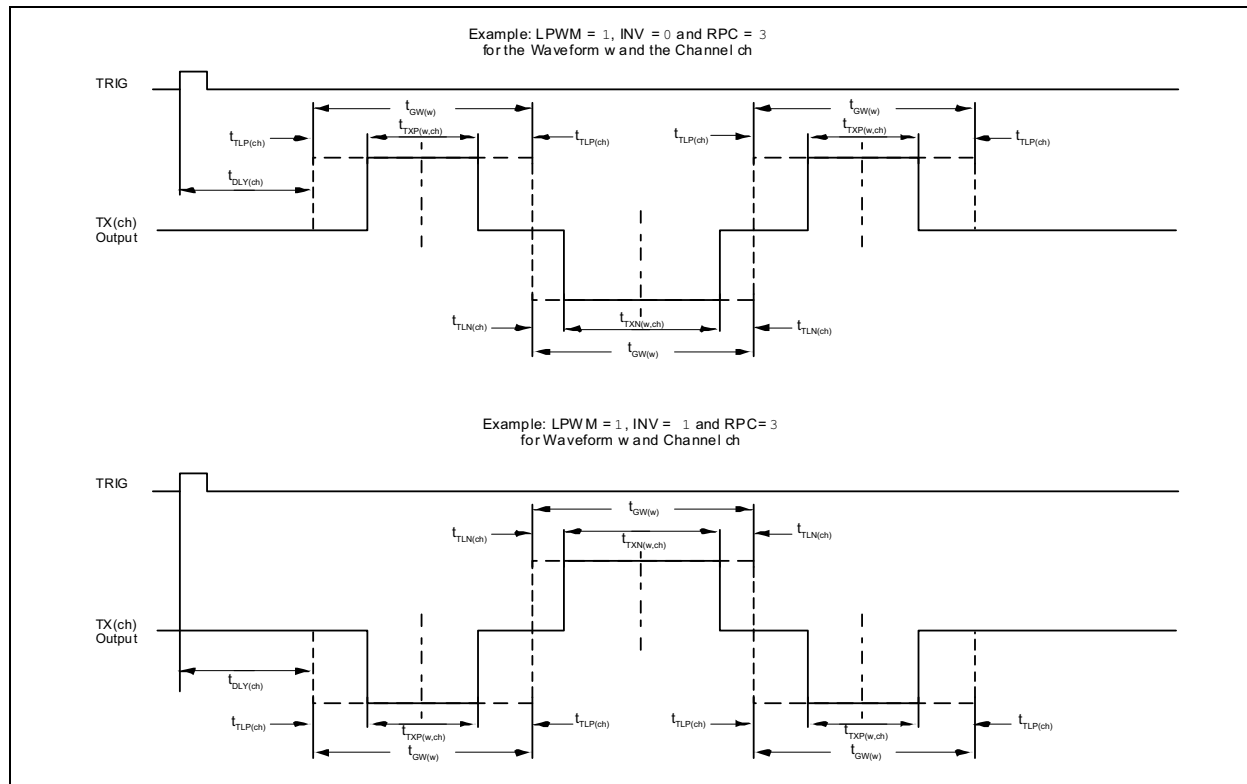 Example: LPWM = 1, INV = 0 and RPC = 3
for the Waveform w and the Channel ch
TRIG
tGW(w)
tGW(w)
tTLP(ch)
tTXP(w,ch)
tTLP(ch)
tTLP(ch)
tTXP(w,ch)
tTLP(ch)
tDLY(ch)
TX(ch)
Output
tTLN(ch)
tTXN(w,ch)
tTLN(ch)
tGW(w)
Example: LPWM = 1, INV = 1 and RPC= 3
for Waveform w and Channel ch
TRIG
tGW(w)
tTLN(ch)
tTXN(w,ch)
tTLN(ch)
TX(ch)
Output
tDLY(ch)
tTLP(ch)
tTXP(w,ch)
tTLP(ch)
tTLP(ch)
tTXP(w,ch)
tTLP(ch)
tGW(w)
tGW(w)